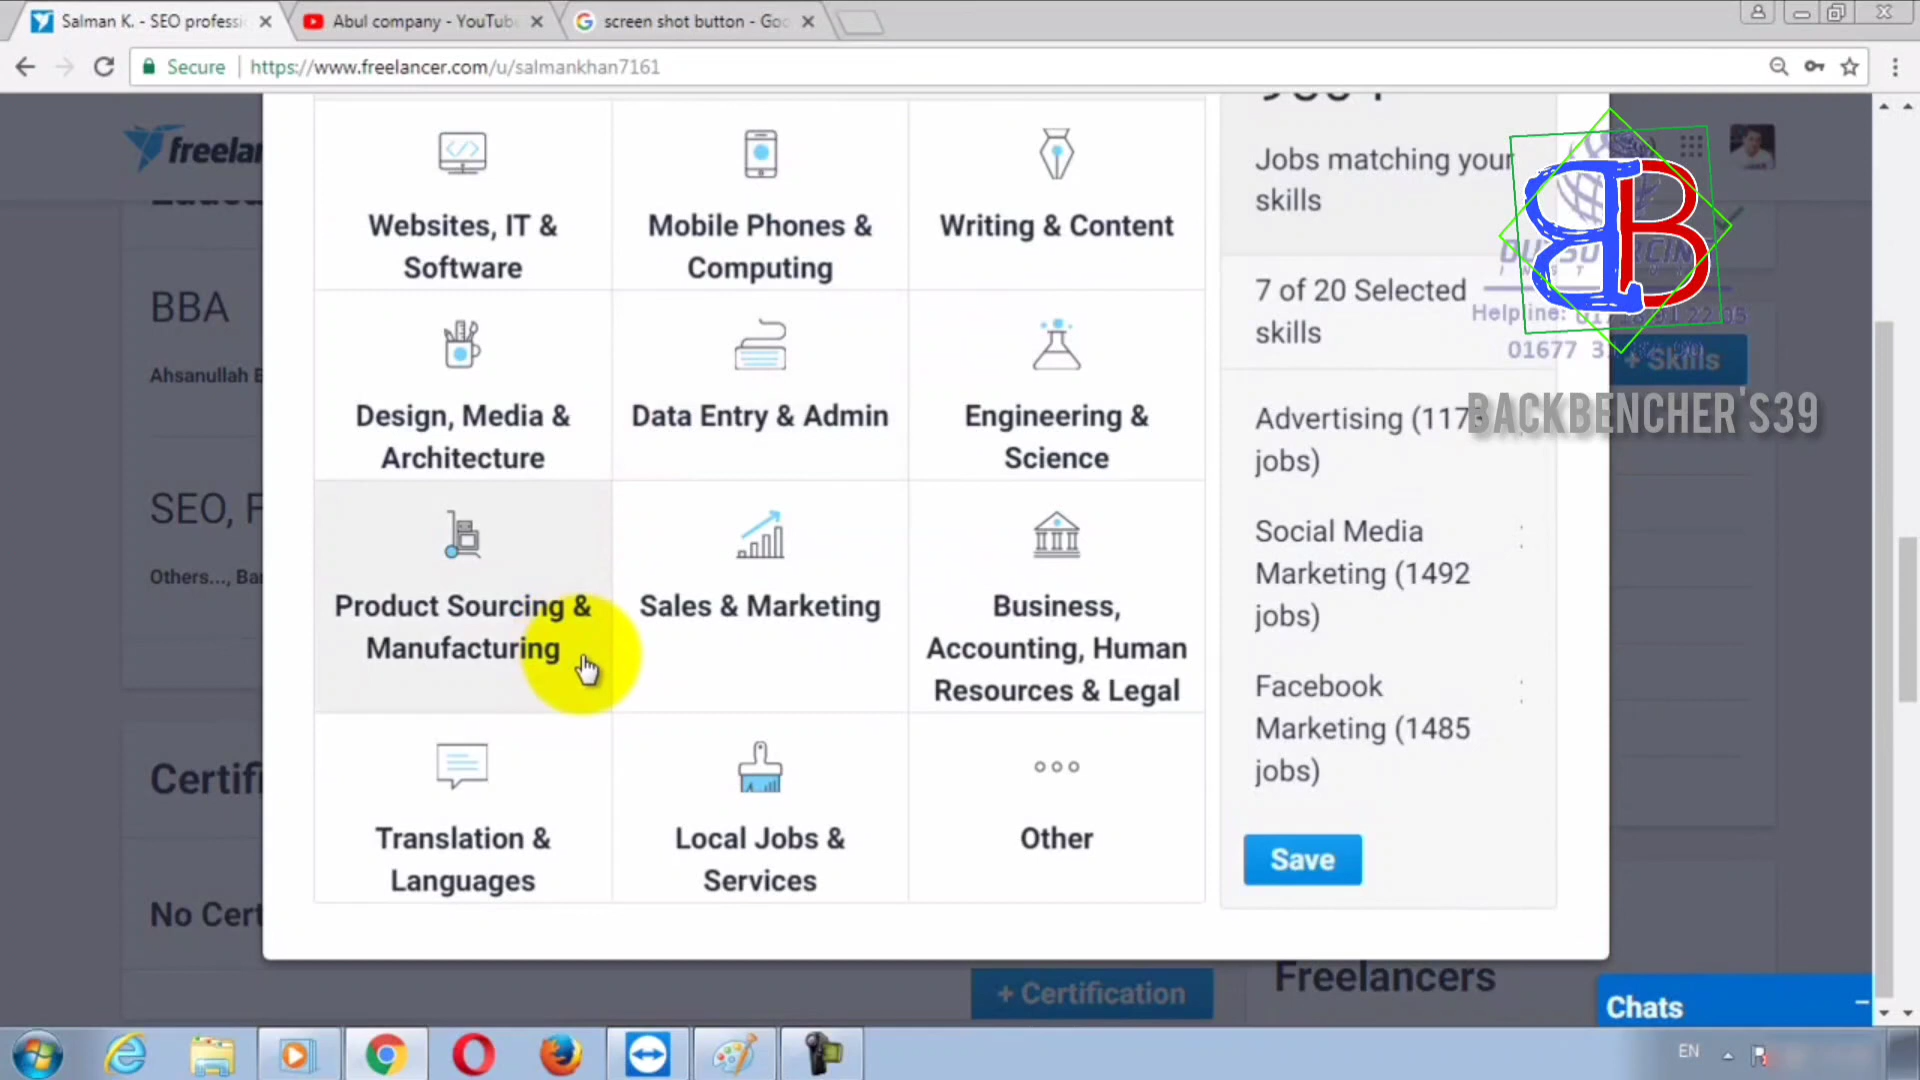 Salman K. - SEO professi
Abul company - YouTube
screen shot button - Goo
Secure
https://www.freelancer.com/u/salmankhan7161
freelan
BBA
Ahsanullah
SEO, F
Others..., Ban
Certifi
No Cert
Websites, IT &
Software
Mobile Phones &
Computing
Writing & Content
Design, Media &
Architecture
Data Entry & Admin
Engineering &
Science
Product Sourcing &
Manufacturing
Sales & Marketing
Business,
Accounting, Human
Resources & Legal
Translation &
Languages
Local Jobs &
Services
Other
Jobs matching your
skills
7 of 20 Selected
skills
Advertising (1173
jobs)
Social Media
Marketing (1492
jobs)
Facebook
Marketing (1485
jobs)
Save
Helpline:
01677
+ Skills
BB
BACKBENCHER'S39
+ Certification
Freelancers
Chats
EN